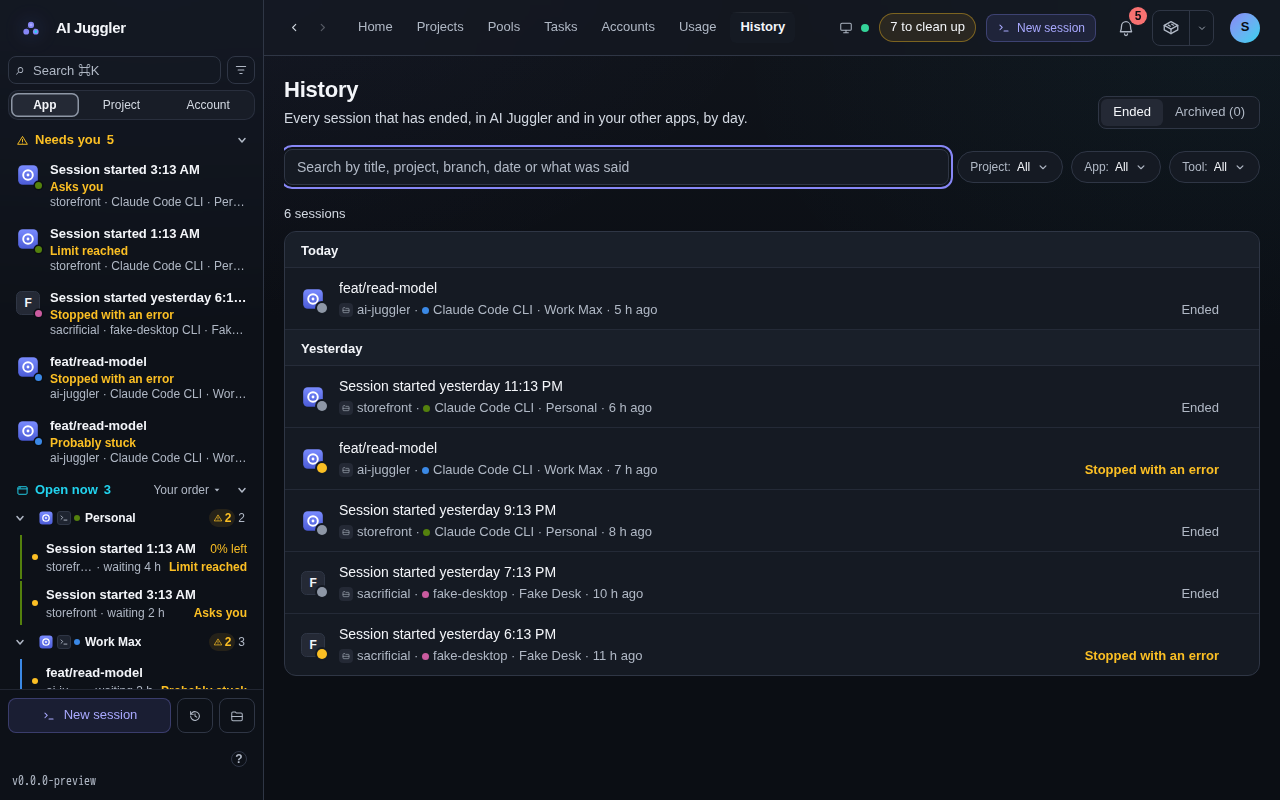 AI Juggler
Search ⌘K
App Project Account
Needs you 5
Session started 3:13 AM
Asks you
storefront · Claude Code CLI · Per…
Session started 1:13 AM
Limit reached
storefront · Claude Code CLI · Per…
F
Session started yesterday 6:1…
Stopped with an error
sacrificial · fake-desktop CLI · Fak…
feat/read-model
Stopped with an error
ai-juggler · Claude Code CLI · Wor…
feat/read-model
Probably stuck
ai-juggler · Claude Code CLI · Wor…
Open now 3 Your order
Personal 2 2
Session started 1:13 AM 0% left
storefr… · waiting 4 h Limit reached
Session started 3:13 AM
storefront · waiting 2 h Asks you
Work Max 2 3
feat/read-model
New session
?
v0.0.0-preview
Home Projects Pools Tasks Accounts Usage History
7 to clean up
New session
5
S
History
Every session that has ended, in AI Juggler and in your other apps, by day.
Ended Archived (0)
Search by title, project, branch, date or what was said
Project: All App: All Tool: All
6 sessions
Today
feat/read-model
ai-juggler · Claude Code CLI · Work Max · 5 h ago Ended
Yesterday
Session started yesterday 11:13 PM
storefront · Claude Code CLI · Personal · 6 h ago Ended
feat/read-model
ai-juggler · Claude Code CLI · Work Max · 7 h ago Stopped with an error
Session started yesterday 9:13 PM
storefront · Claude Code CLI · Personal · 8 h ago Ended
F
Session started yesterday 7:13 PM
sacrificial · fake-desktop · Fake Desk · 10 h ago Ended
F
Session started yesterday 6:13 PM
sacrificial · fake-desktop · Fake Desk · 11 h ago Stopped with an error